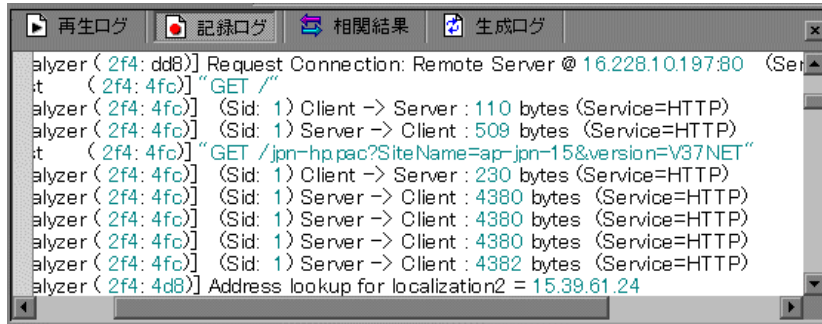 再生ログ 記録ログ 相関結果 生成ログ
alyzer ( 2f4: dd8)] Request Connection: Remote Server @ 16.228.10.197:80 (Ser
t ( 2f4: 4fc)] "GET /"
alyzer ( 2f4: 4fc)] (Sid: 1) Client -> Server : 110 bytes (Service=HTTP)
alyzer ( 2f4: 4fc)] (Sid: 1) Client -> Server : 509 bytes (Service=HTTP)
t ( 2f4: 4fc)] "GET /jpn-hp.pac?SiteName=ap-jpn-15&version=V37NET"
alyzer ( 2f4: 4fc)] (Sid: 1) Client -> Server : 230 bytes (Service=HTTP)
alyzer ( 2f4: 4fc)] (Sid: 1) Server -> Client : 4380 bytes (Service=HTTP)
alyzer ( 2f4: 4fc)] (Sid: 1) Server -> Client : 4380 bytes (Service=HTTP)
alyzer ( 2f4: 4fc)] (Sid: 1) Server -> Client : 4380 bytes (Service=HTTP)
alyzer ( 2f4: 4fc)] (Sid: 1) Server -> Client : 4382 bytes (Service=HTTP)
alyzer ( 2f4: 4d8)] Address lookup for localization2 = 15.39.61.24